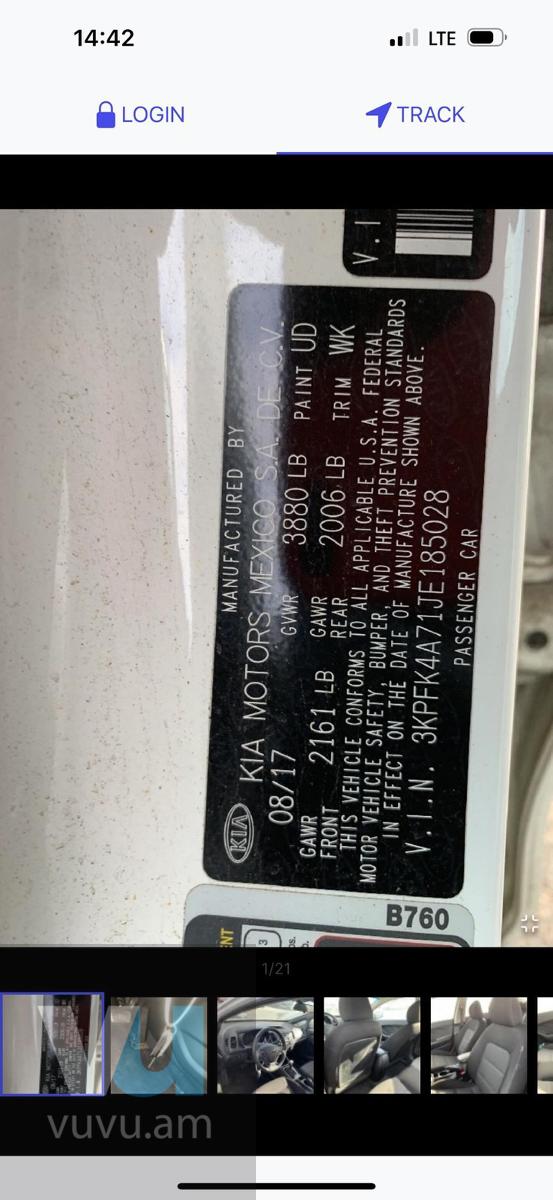 14:42
LTE
LOGIN
TRACK
V.I
MANUFACTURED BY
KIA KIA MOTORS MEXICO S.A. DE C.V.
08/17 GVWR 3880 LB PAINT UD
GAWR FRONT 2161 LB GAWR REAR 2006 LB TRIM WK
THIS VEHICLE CONFORMS TO ALL APPLICABLE U.S.A. FEDERAL
MOTOR VEHICLE SAFETY, BUMPER, AND THEFT PREVENTION STANDARDS
IN EFFECT ON THE DATE OF MANUFACTURE SHOWN ABOVE.
V.I.N. 3KPFK4A71JE185028
PASSENGER CAR
B760
ENT
3
1/21
vuvu.am